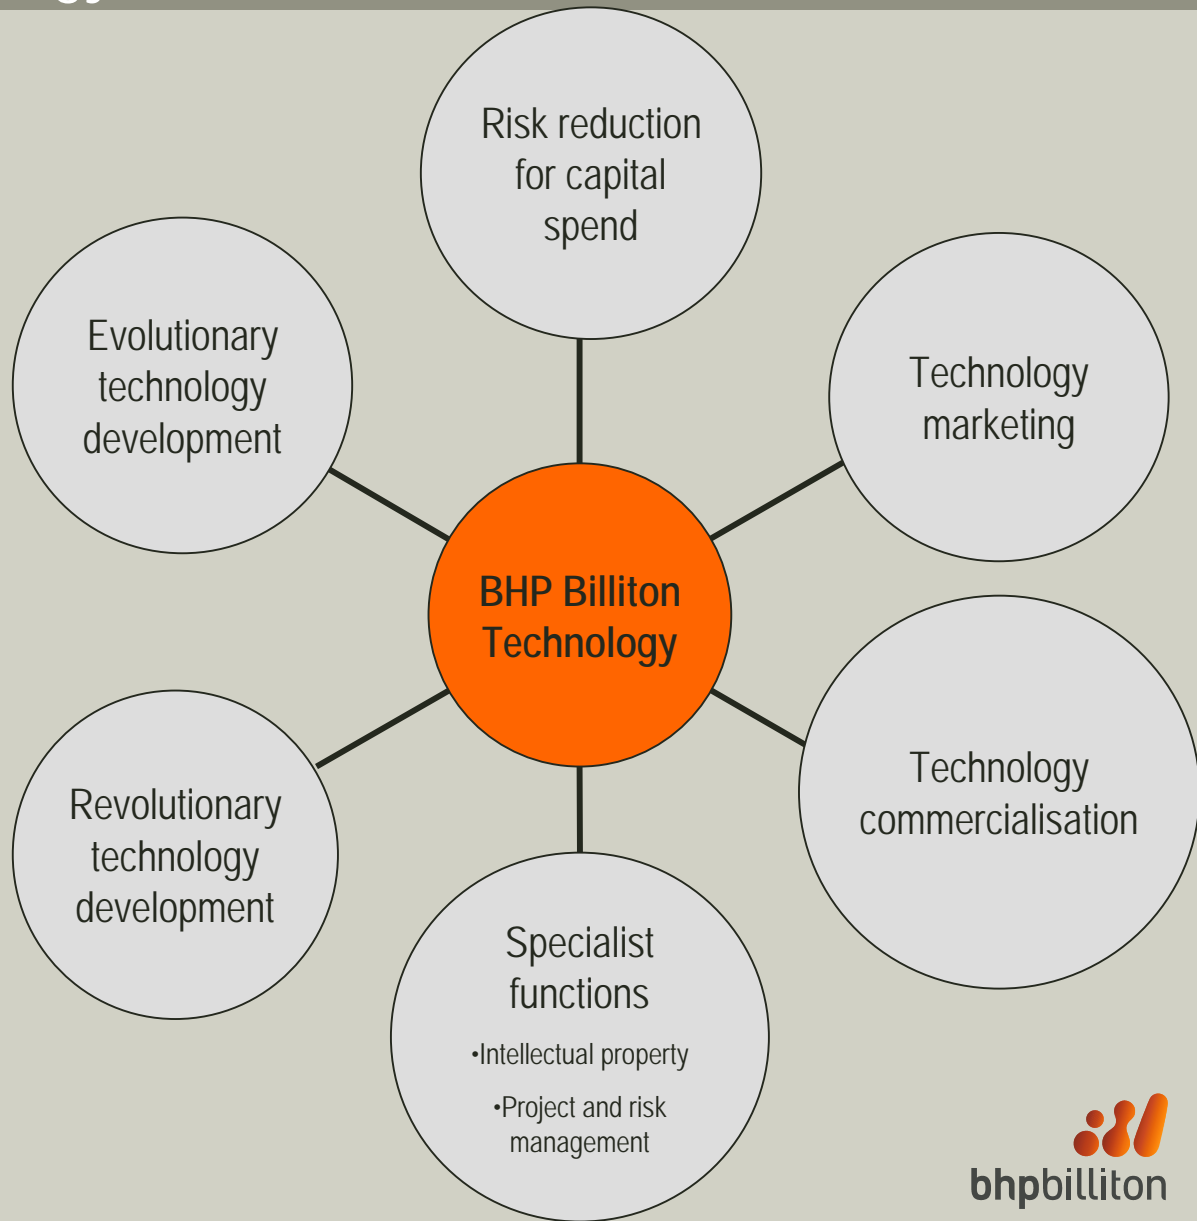 Risk reduction
for capital
spend
Evolutionary
technology
development
Technology
marketing
BHP Billiton
Technology
Revolutionary
technology
development
Technology
commercialisation
Specialist
functions
•Intellectual property
•Project and risk
management
bhpbilliton